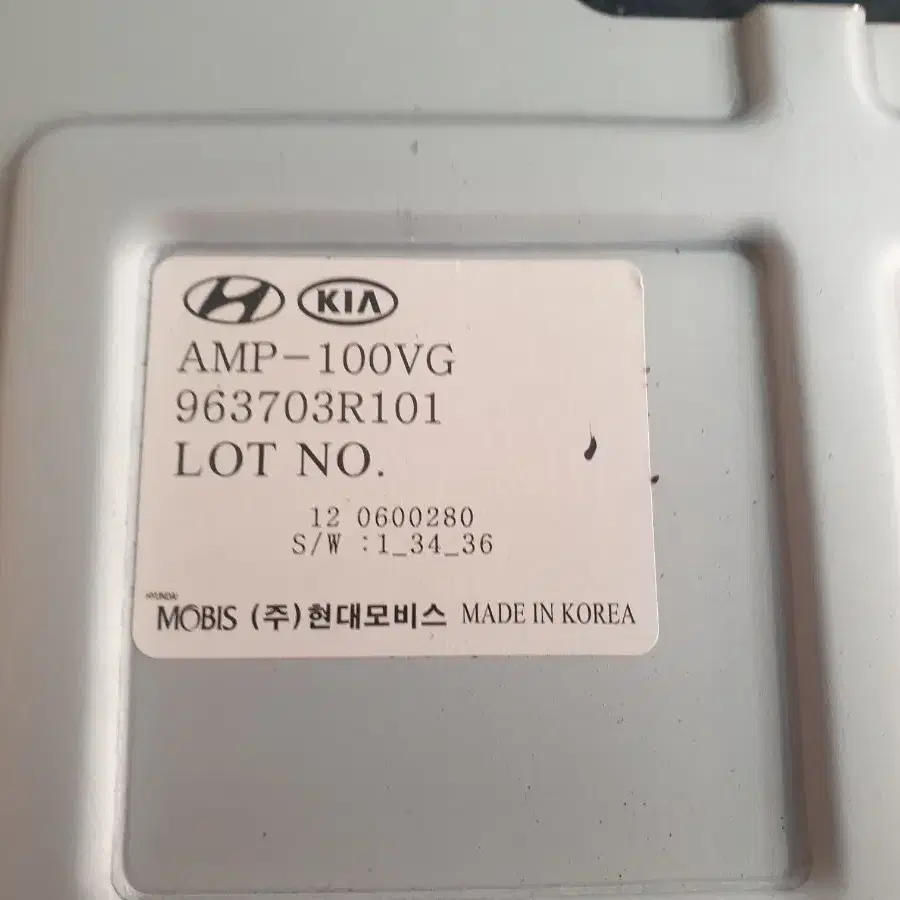 KIA
AMP-100VG
963703R101
LOT NO.
12 0600280
S/W :1_34_36
HYUNDAI
MOBIS (주)현대모비스 MADE IN KOREA